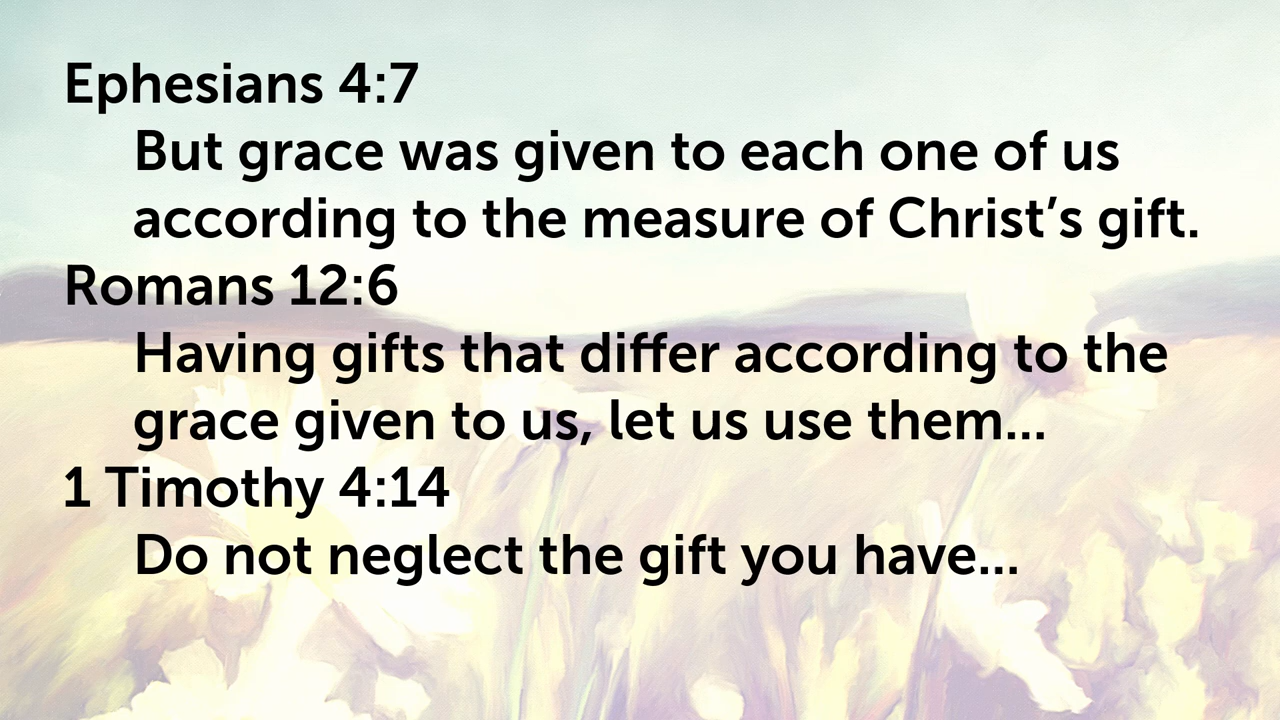 Ephesians 4:7
But grace was given to each one of us
according to the measure of Christ’s gift.
Romans 12:6
Having gifts that differ according to the
grace given to us, let us use them...
1 Timothy 4:14
Do not neglect the gift you have...